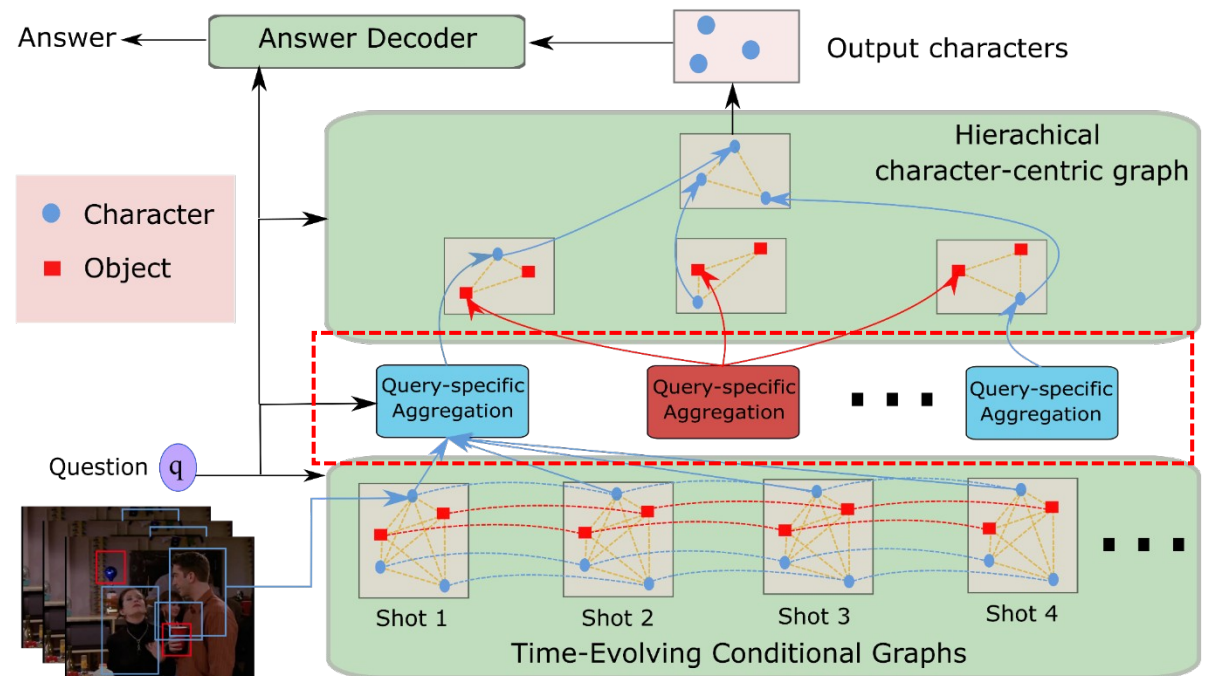 Answer
Answer Decoder
Output characters
Hierachical
character-centric graph
Character
Object
Query-specific
Aggregation
Query-specific
Aggregation
Query-specific
Aggregation
Question
q
Shot 1
Shot 2
Shot 3
Shot 4
Time-Evolving Conditional Graphs